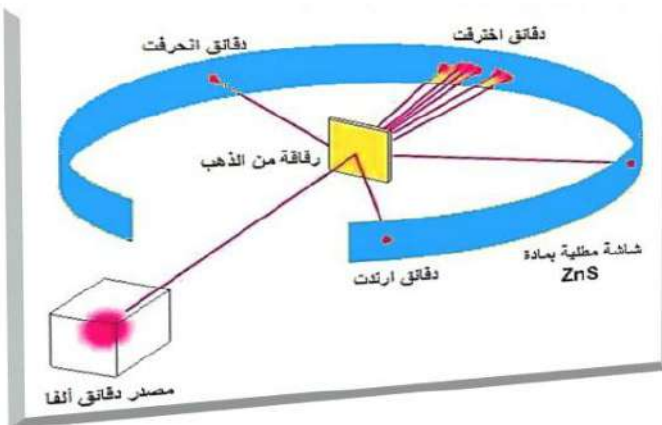 دقائق اخترقت
دقائق انحرفت
رقاقة من الذهب
شاشة مطلية بمادة
ZnS
دقائق ارتدت
مصدر دقائق ألفا